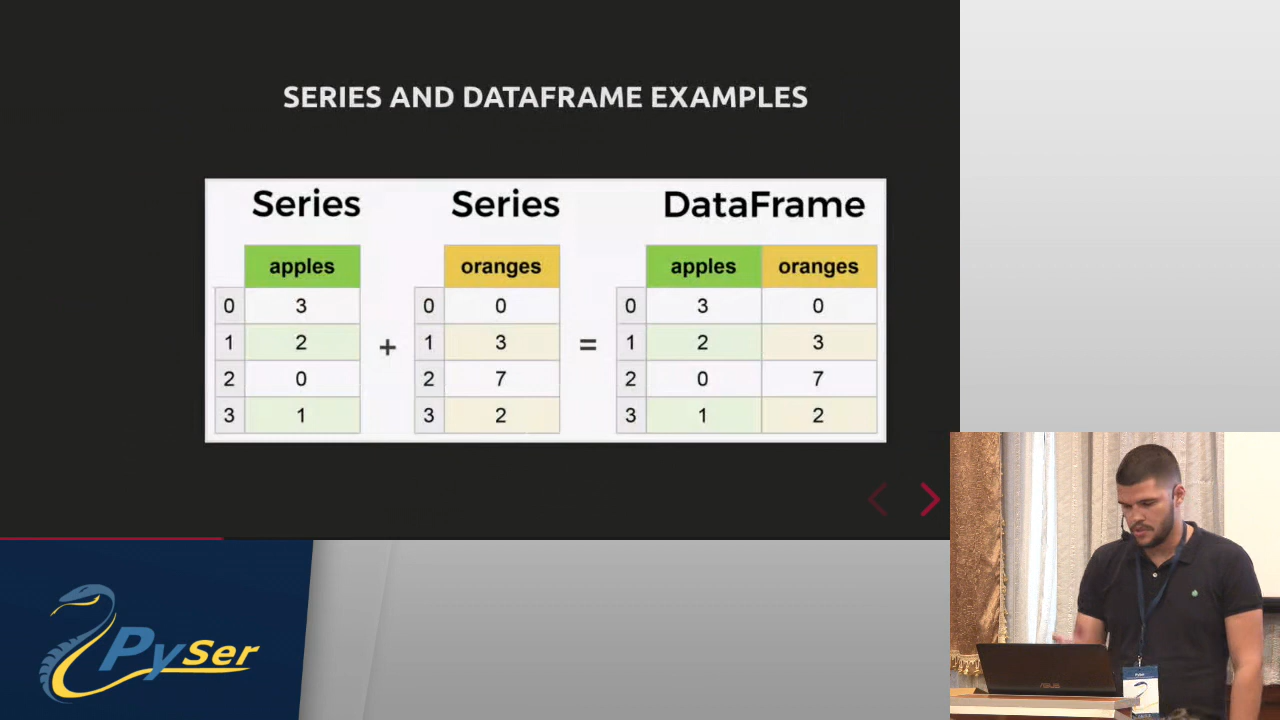 SERIES AND DATAFRAME EXAMPLES
Series Series DataFrame
apples oranges apples oranges
0 3 0 0 0 3 0
1 2 + 1 3 = 1 2 3
2 0 2 7 2 0 7
3 1 3 2 3 1 2
PySer
ASUS